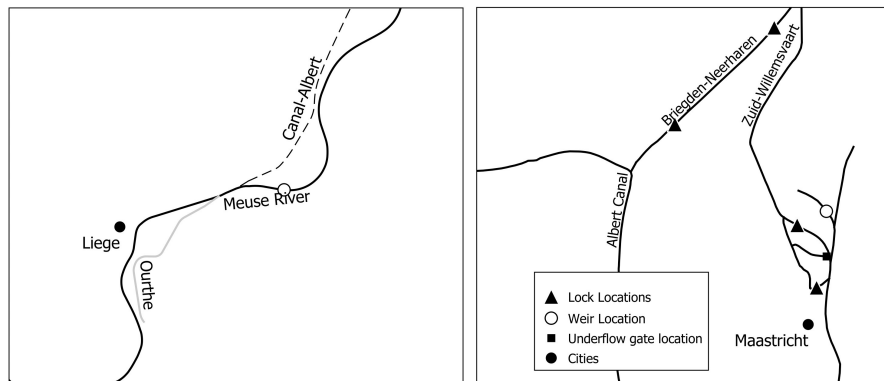 Canal-Albert
Meuse River
Liege
Ourthe
Briegden-Neerharen
Zuid-Willemsvaart
Albert Canal
Lock Locations
Weir Location
Underflow gate location
Cities
Maastricht